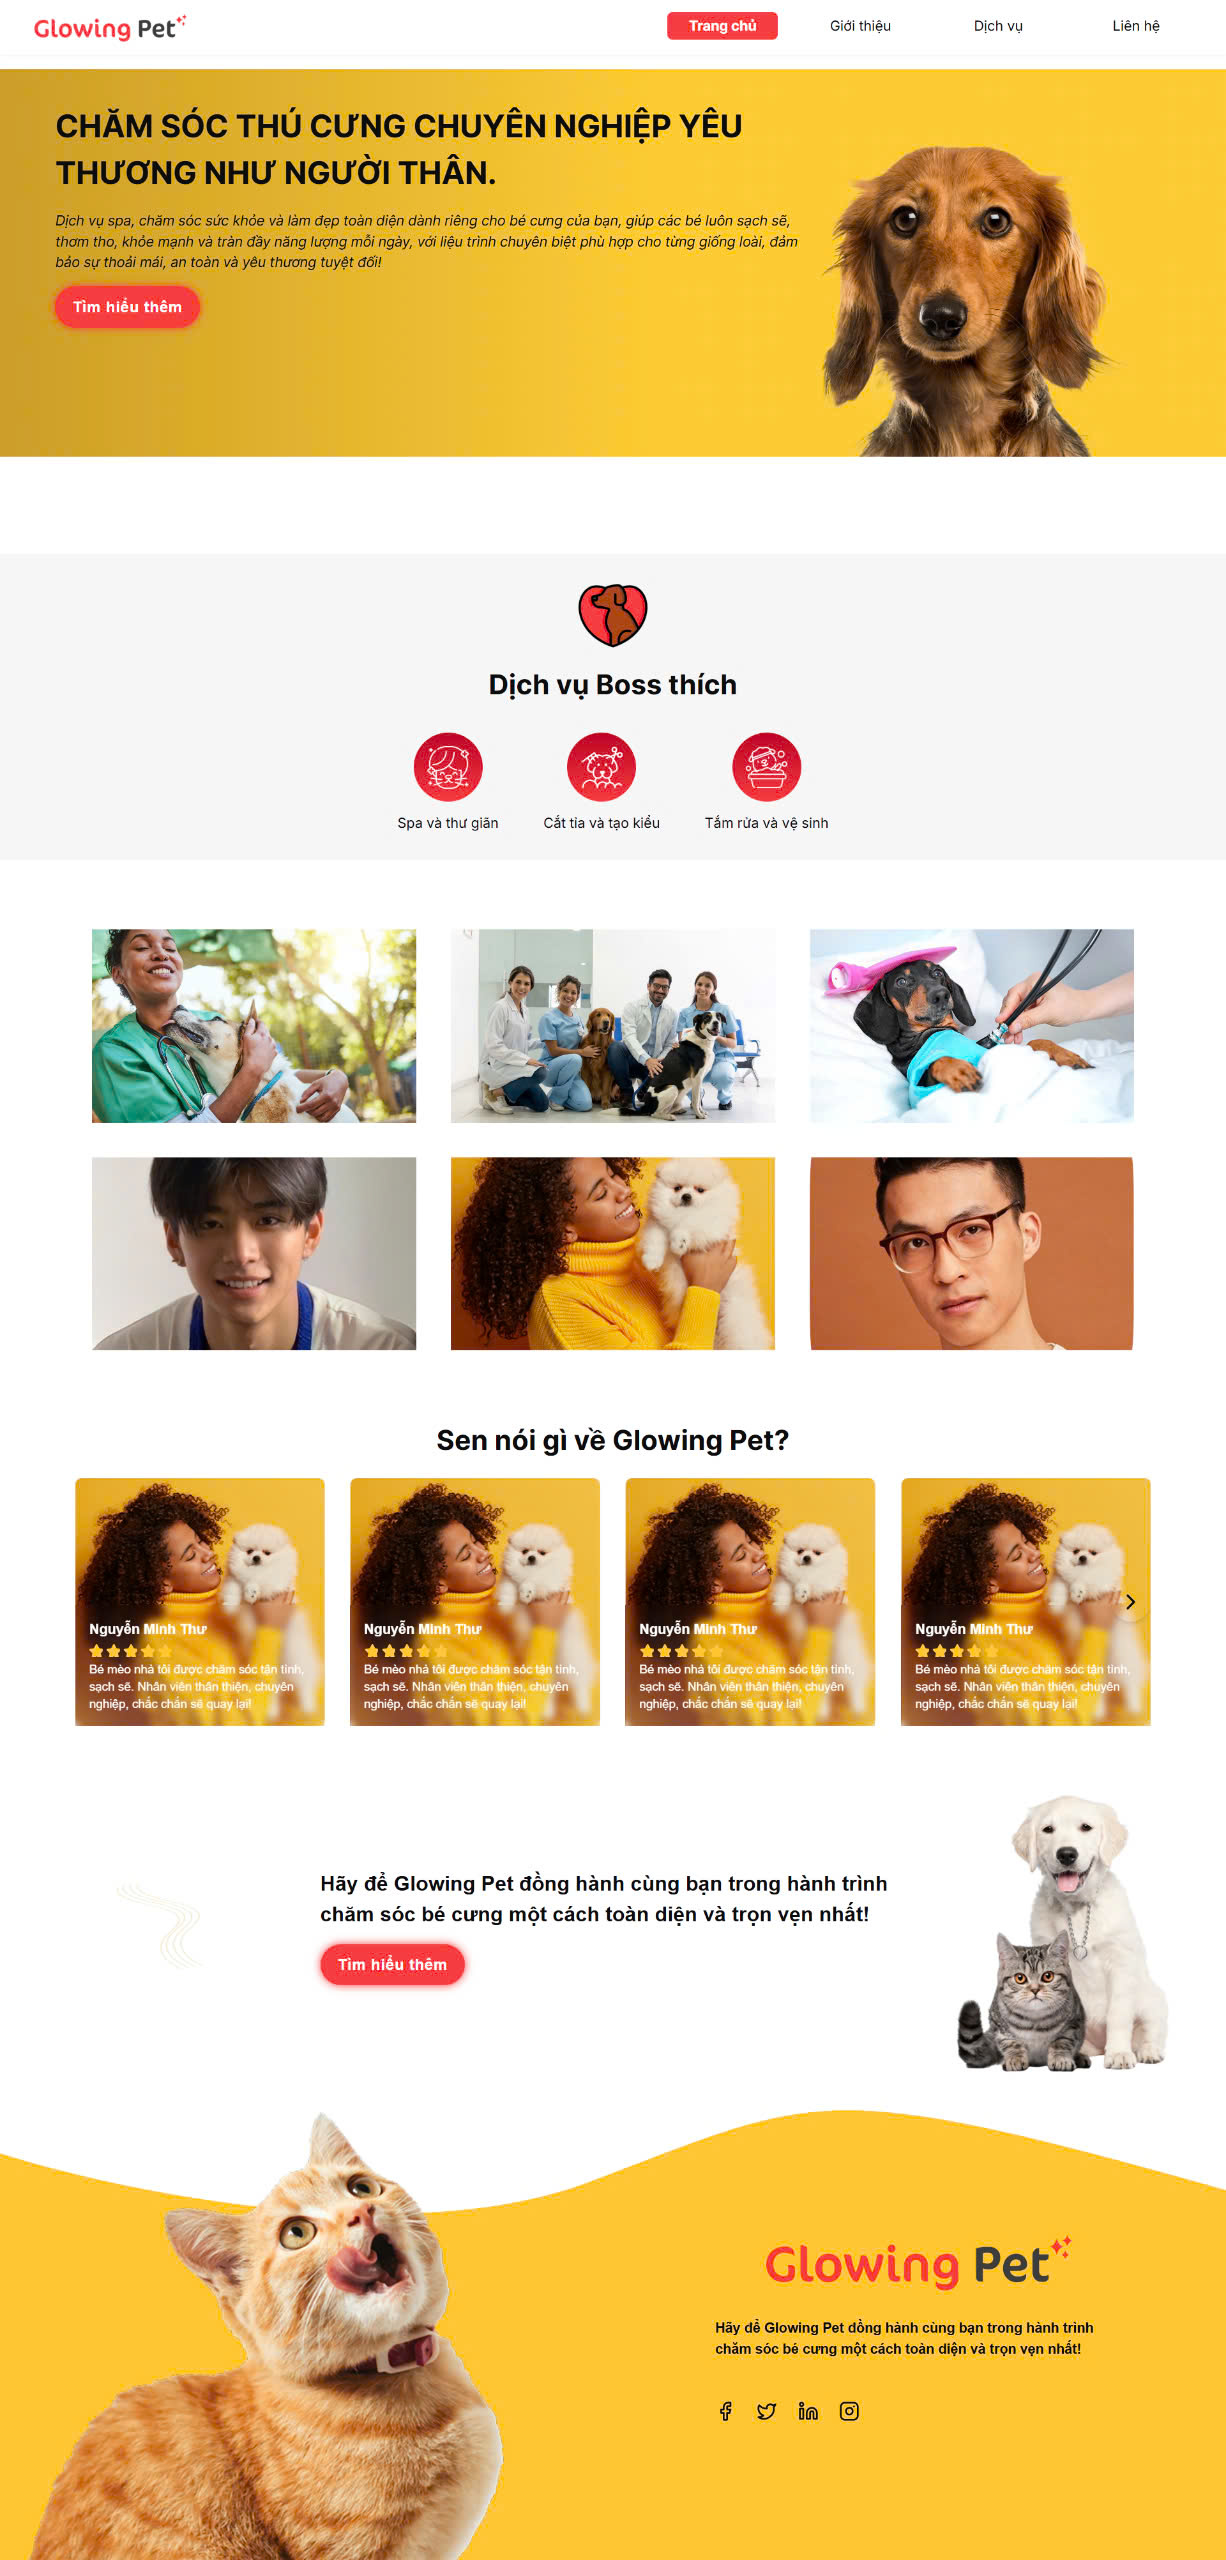 Glowing Pet
Trang chủ
Giới thiệu
Dịch vụ
Liên hệ
CHĂM SÓC THÚ CƯNG CHUYÊN NGHIỆP YÊU
THƯƠNG NHƯ NGƯỜI THÂN.
Dịch vụ spa, chăm sóc sức khỏe và làm đẹp toàn diện dành riêng cho bé cưng của bạn, giúp các bé luôn sạch sẽ,
thơm tho, khỏe mạnh và tràn đầy năng lượng mỗi ngày, với liệu trình chuyên biệt phù hợp cho từng giống loài, đảm
bảo sự thoải mái, an toàn và yêu thương tuyệt đối!
Tìm hiểu thêm
Dịch vụ Boss thích
Spa và thư giãn
Cắt tỉa và tạo kiểu
Tắm rửa và vệ sinh
Sen nói gì về Glowing Pet?
Nguyễn Minh Thư
Bé mèo nhà tôi được chăm sóc tận tình,
sạch sẽ. Nhân viên thân thiện, chuyên
nghiệp, chắc chắn sẽ quay lại!
Nguyễn Minh Thư
Bé mèo nhà tôi được chăm sóc tận tình,
sạch sẽ. Nhân viên thân thiện, chuyên
nghiệp, chắc chắn sẽ quay lại!
Nguyễn Minh Thư
Bé mèo nhà tôi được chăm sóc tận tình,
sạch sẽ. Nhân viên thân thiện, chuyên
nghiệp, chắc chắn sẽ quay lại!
Nguyễn Minh Thư
Bé mèo nhà tôi được chăm sóc tận tình,
sạch sẽ. Nhân viên thân thiện, chuyên
nghiệp, chắc chắn sẽ quay lại!
Hãy để Glowing Pet đồng hành cùng bạn trong hành trình
chăm sóc bé cưng một cách toàn diện và trọn vẹn nhất!
Tìm hiểu thêm
Glowing Pet
Hãy để Glowing Pet đồng hành cùng bạn trong hành trình
chăm sóc bé cưng một cách toàn diện và trọn vẹn nhất!